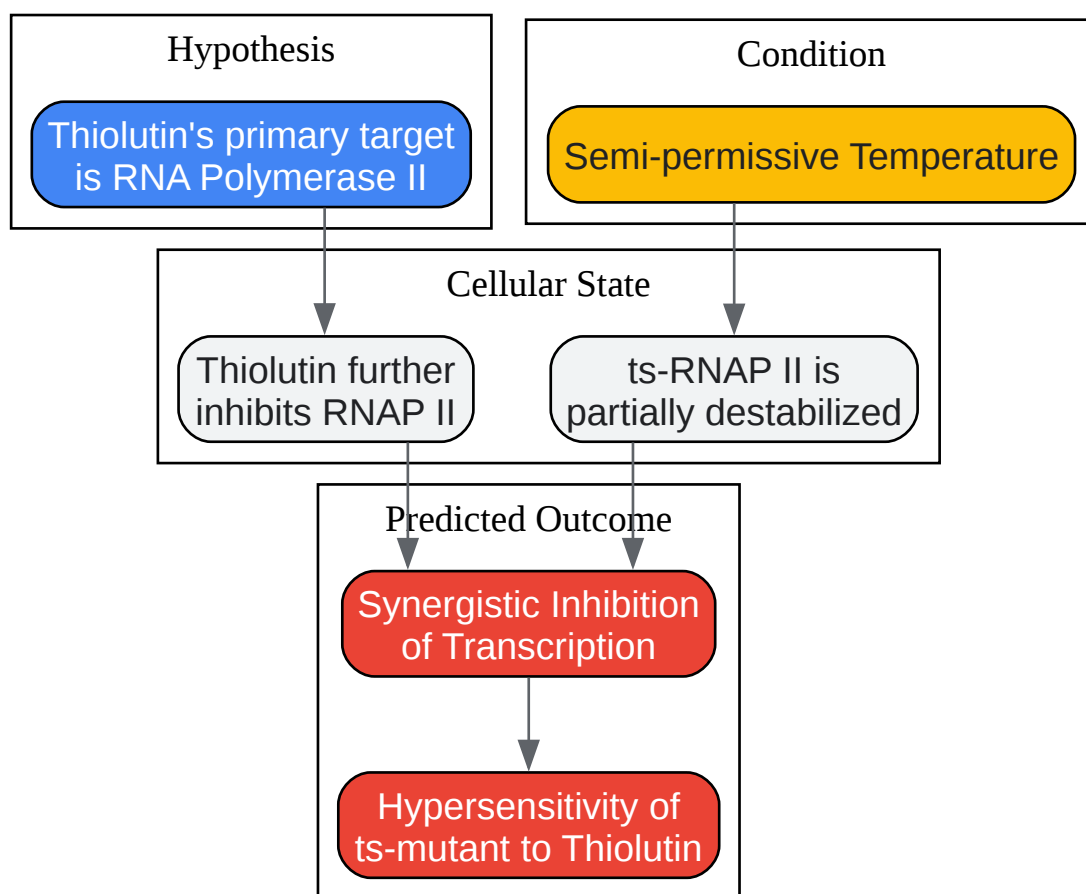 Hypothesis
Thiolutin's primary target
is RNA Polymerase II
Condition
Semi-permissive Temperature
Cellular State
Thiolutin further
inhibits RNAP II
ts-RNAP II is
partially destabilized
Predicted Outcome
Synergistic Inhibition
of Transcription
Hypersensitivity of
ts-mutant to Thiolutin